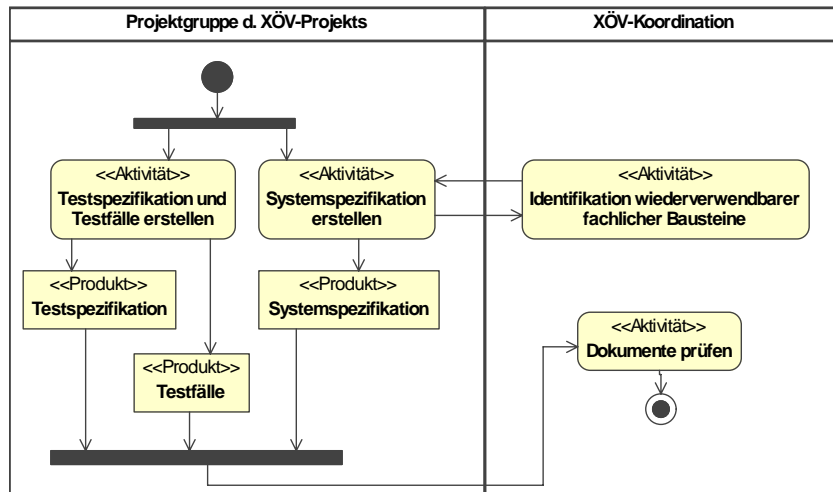 Projektgruppe d. XÖV-Projekts
XÖV-Koordination
<<Aktivität>>
Testspezifikation und
Testfälle erstellen
<<Aktivität>>
Systemspezifikation
erstellen
<<Aktivität>>
Identifikation wiederverwendbarer
fachlicher Bausteine
<<Produkt>>
Testspezifikation
<<Produkt>>
Systemspezifikation
<<Aktivität>>
Dokumente prüfen
<<Produkt>>
Testfälle